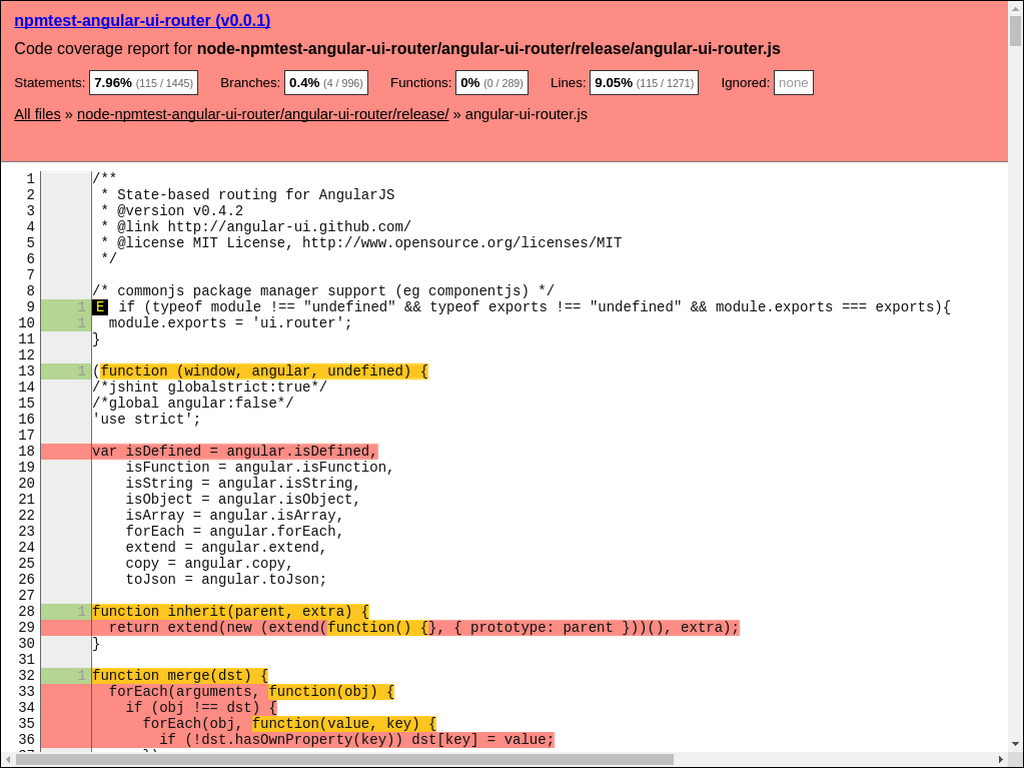 npmtest-angular-ui-router (v0.0.1)
Code coverage report for node-npmtest-angular-ui-router/angular-ui-router/release/angular-ui-router.js
Statements: 7.96% (115 / 1445) Branches: 0.4% (4 / 996) Functions: 0% (0 / 289) Lines: 9.05% (115 / 1271) Ignored: none
All files » node-npmtest-angular-ui-router/angular-ui-router/release/ » angular-ui-router.js
1 /**
2  * State-based routing for AngularJS
3  * @version v0.4.2
4  * @link http://angular-ui.github.com/
5  * @license MIT License, http://www.opensource.org/licenses/MIT
6  */
7
8 /* commonjs package manager support (eg componentjs) */
9 1 E if (typeof module !== "undefined" && typeof exports !== "undefined" && module.exports === exports){
10 1   module.exports = 'ui.router';
11 }
12
13 1 (function (window, angular, undefined) {
14 /*jshint globalstrict:true*/
15 /*global angular:false*/
16 'use strict';
17
18 var isDefined = angular.isDefined,
19     isFunction = angular.isFunction,
20     isString = angular.isString,
21     isObject = angular.isObject,
22     isArray = angular.isArray,
23     forEach = angular.forEach,
24     extend = angular.extend,
25     copy = angular.copy,
26     toJson = angular.toJson;
27
28 1 function inherit(parent, extra) {
29   return extend(new (extend(function() {}, { prototype: parent }))(), extra);
30 }
31
32 1 function merge(dst) {
33   forEach(arguments, function(obj) {
34     if (obj !== dst) {
35       forEach(obj, function(value, key) {
36         if (!dst.hasOwnProperty(key)) dst[key] = value;